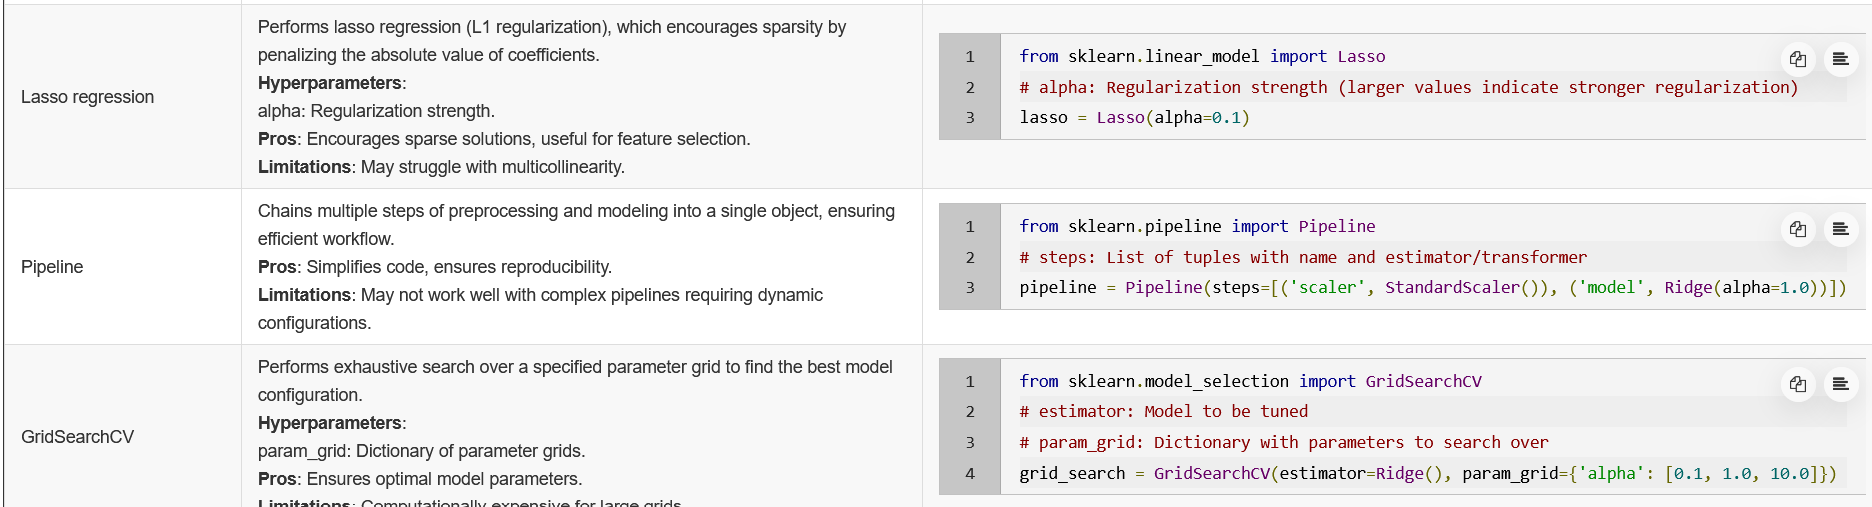 Lasso regression
Performs lasso regression (L1 regularization), which encourages sparsity by
penalizing the absolute value of coefficients.
Hyperparameters:
alpha: Regularization strength.
Pros: Encourages sparse solutions, useful for feature selection.
Limitations: May struggle with multicollinearity.
1 from sklearn.linear_model import Lasso
2 # alpha: Regularization strength (larger values indicate stronger regularization)
3 lasso = Lasso(alpha=0.1)
Pipeline
Chains multiple steps of preprocessing and modeling into a single object, ensuring
efficient workflow.
Pros: Simplifies code, ensures reproducibility.
Limitations: May not work well with complex pipelines requiring dynamic
configurations.
1 from sklearn.pipeline import Pipeline
2 # steps: List of tuples with name and estimator/transformer
3 pipeline = Pipeline(steps=[('scaler', StandardScaler()), ('model', Ridge(alpha=1.0))])
GridSearchCV
Performs exhaustive search over a specified parameter grid to find the best model
configuration.
Hyperparameters:
param_grid: Dictionary of parameter grids.
Pros: Ensures optimal model parameters.
Limitations: Computationally expensive for large grids.
1 from sklearn.model_selection import GridSearchCV
2 # estimator: Model to be tuned
3 # param_grid: Dictionary with parameters to search over
4 grid_search = GridSearchCV(estimator=Ridge(), param_grid={'alpha': [0.1, 1.0, 10.0]})